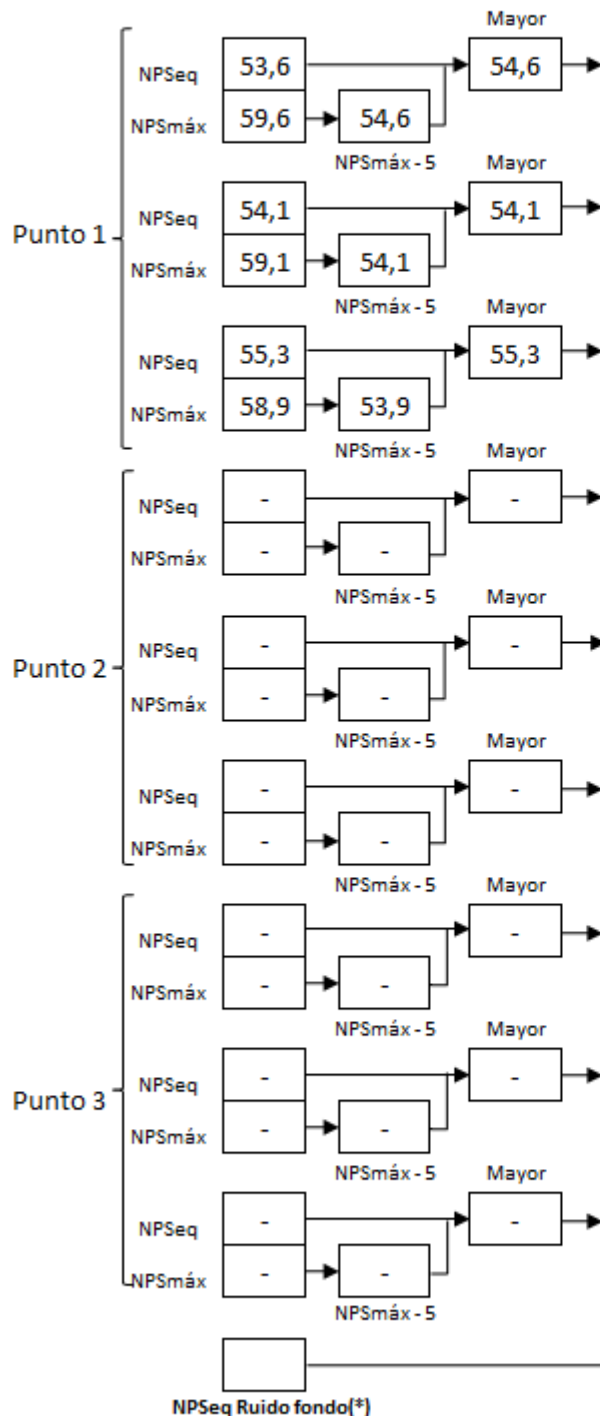 Mayor
NPSeq 53,6 54,6
NPSmáx 59,6 54,6
NPSmáx - 5 Mayor
NPSeq 54,1 54,1
Punto 1
NPSmáx 59,1 54,1
NPSmáx - 5 Mayor
NPSeq 55,3 55,3
NPSmáx 58,9 53,9
NPSmáx - 5 Mayor
NPSeq - -
NPSmáx - -
NPSmáx - 5 Mayor
NPSeq - -
Punto 2
NPSmáx - -
NPSmáx - 5 Mayor
NPSeq - -
NPSmáx - -
NPSmáx - 5 Mayor
NPSeq - -
NPSmáx - -
NPSmáx - 5 Mayor
NPSeq - -
Punto 3
NPSmáx - -
NPSmáx - 5 Mayor
NPSeq - -
NPSmáx - -
NPSmáx - 5
NPSeq Ruido fondo(*)